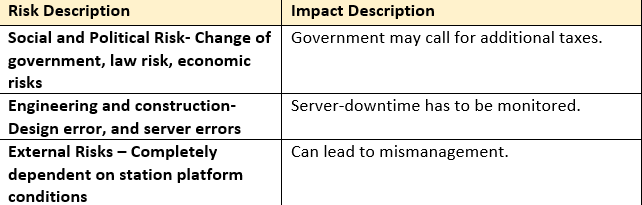 Risk Description Impact Description
Social and Political Risk- Change of Government may call for additional taxes.
government, law risk, economic
risks
Engineering and construction- Server-downtime has to be monitored.
Design error, and server errors
External Risks – Completely Can lead to mismanagement.
dependent on station platform
conditions